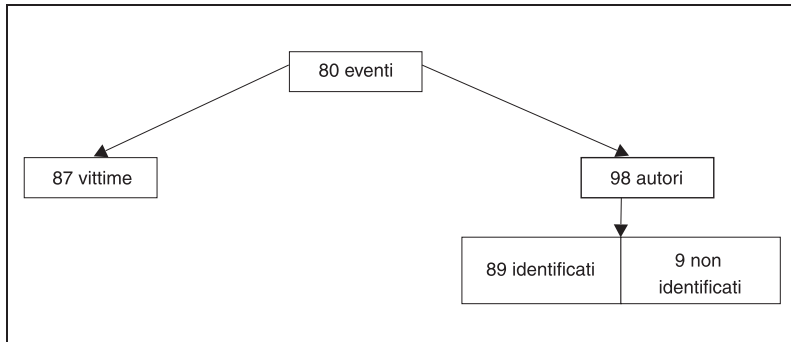 80 eventi
87 vittime
98 autori
89 identificati
9 non
identificati